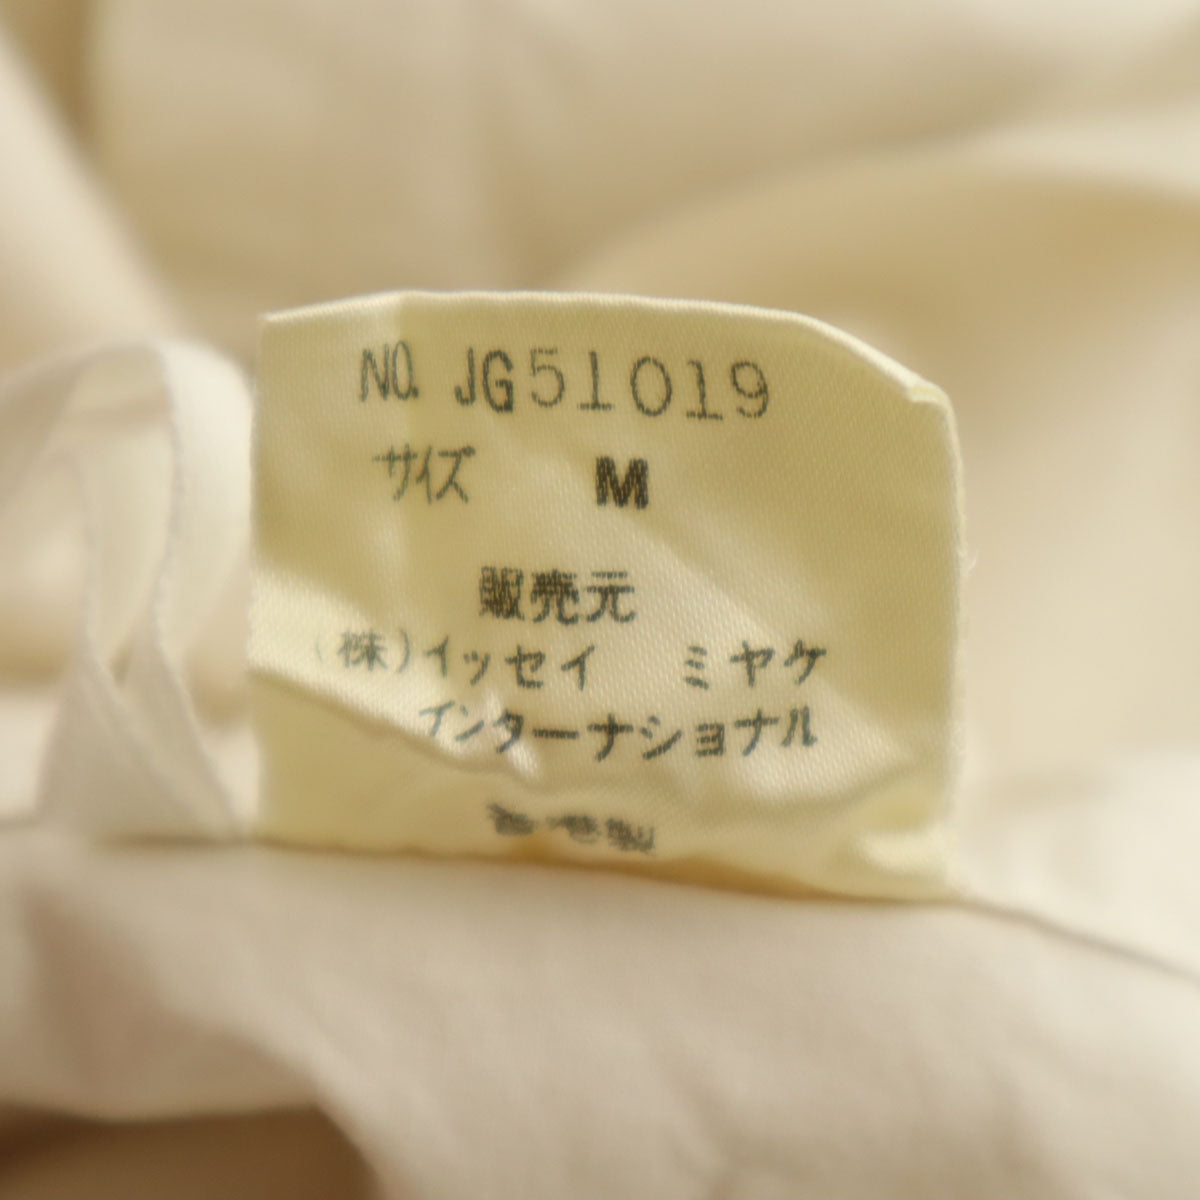 NO. JG51019
サイズ M
販売元
(株)イッセイ ミヤケ
インターナショナル